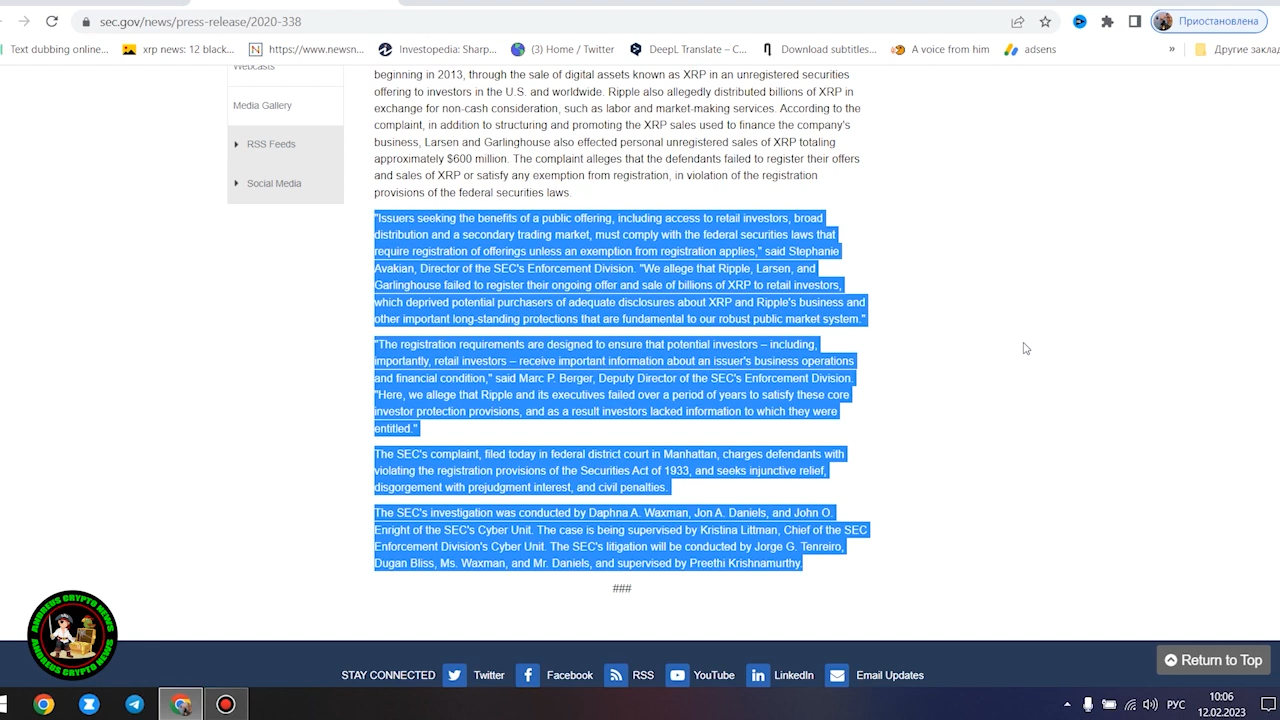 sec.gov/news/press-release/2020-338
Приостановлена
Text dubbing online...
xrp news: 12 black...
https://www.newsn...
Investopedia: Sharp...
(3) Home / Twitter
DeepL Translate – C...
Download subtitles...
A voice from him
adsens
»
Другие заклад
Webcasts
Media Gallery
RSS Feeds
Social Media
beginning in 2013, through the sale of digital assets known as XRP in an unregistered securities
offering to investors in the U.S. and worldwide. Ripple also allegedly distributed billions of XRP in
exchange for non-cash consideration, such as labor and market-making services. According to the
complaint, in addition to structuring and promoting the XRP sales used to finance the company's
business, Larsen and Garlinghouse also effected personal unregistered sales of XRP totaling
approximately $600 million. The complaint alleges that the defendants failed to register their offers
and sales of XRP or satisfy any exemption from registration, in violation of the registration
provisions of the federal securities laws.
"Issuers seeking the benefits of a public offering, including access to retail investors, broad
distribution and a secondary trading market, must comply with the federal securities laws that
require registration of offerings unless an exemption from registration applies," said Stephanie
Avakian, Director of the SEC's Enforcement Division. "We allege that Ripple, Larsen, and
Garlinghouse failed to register their ongoing offer and sale of billions of XRP to retail investors,
which deprived potential purchasers of adequate disclosures about XRP and Ripple's business and
other important long-standing protections that are fundamental to our robust public market system."
"The registration requirements are designed to ensure that potential investors – including,
importantly, retail investors – receive important information about an issuer's business operations
and financial condition," said Marc P. Berger, Deputy Director of the SEC's Enforcement Division.
"Here, we allege that Ripple and its executives failed over a period of years to satisfy these core
investor protection provisions, and as a result investors lacked information to which they were
entitled."
The SEC's complaint, filed today in federal district court in Manhattan, charges defendants with
violating the registration provisions of the Securities Act of 1933, and seeks injunctive relief,
disgorgement with prejudgment interest, and civil penalties.
The SEC's investigation was conducted by Daphna A. Waxman, Jon A. Daniels, and John O.
Enright of the SEC's Cyber Unit. The case is being supervised by Kristina Littman, Chief of the SEC
Enforcement Division's Cyber Unit. The SEC's litigation will be conducted by Jorge G. Tenreiro,
Dugan Bliss, Ms. Waxman, and Mr. Daniels, and supervised by Preethi Krishnamurthy.
###
ANDREUS CRYPTO NEWS
ANDREUS CRYPTO NEWS
Return to Top
STAY CONNECTED
Twitter
Facebook
RSS
YouTube
LinkedIn
Email Updates
РУС
10:06
12.02.2023